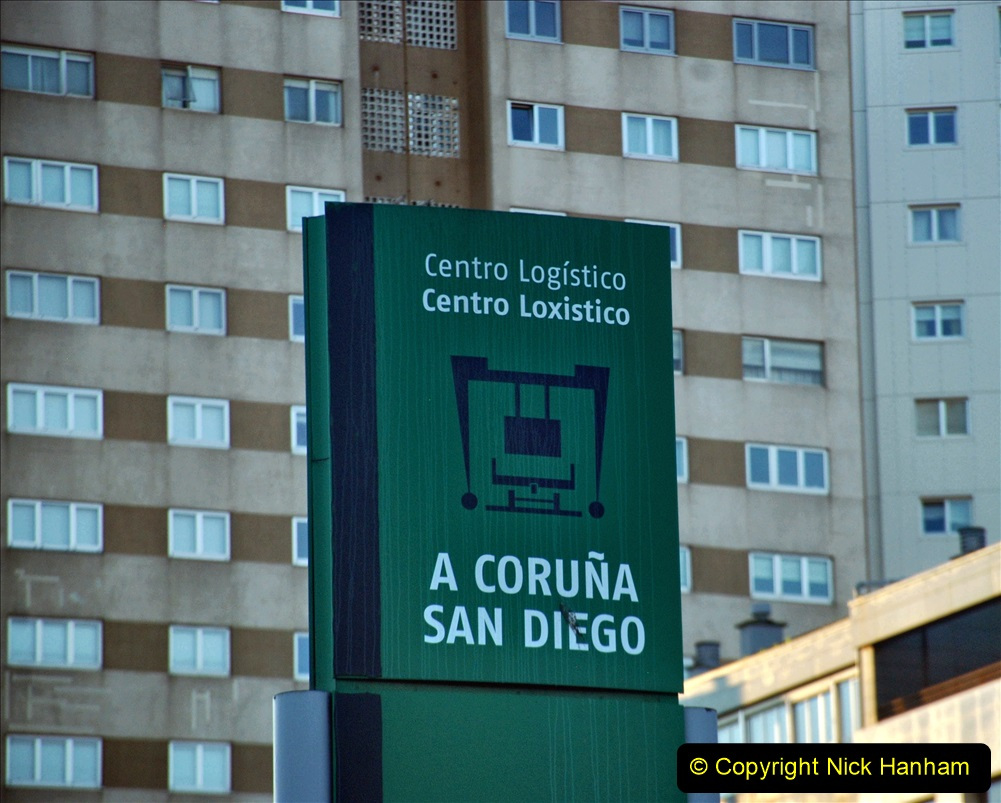 Centro Logístico
Centro Loxistico
A CORUÑA
SAN DIEGO
© Copyright Nick Hanham